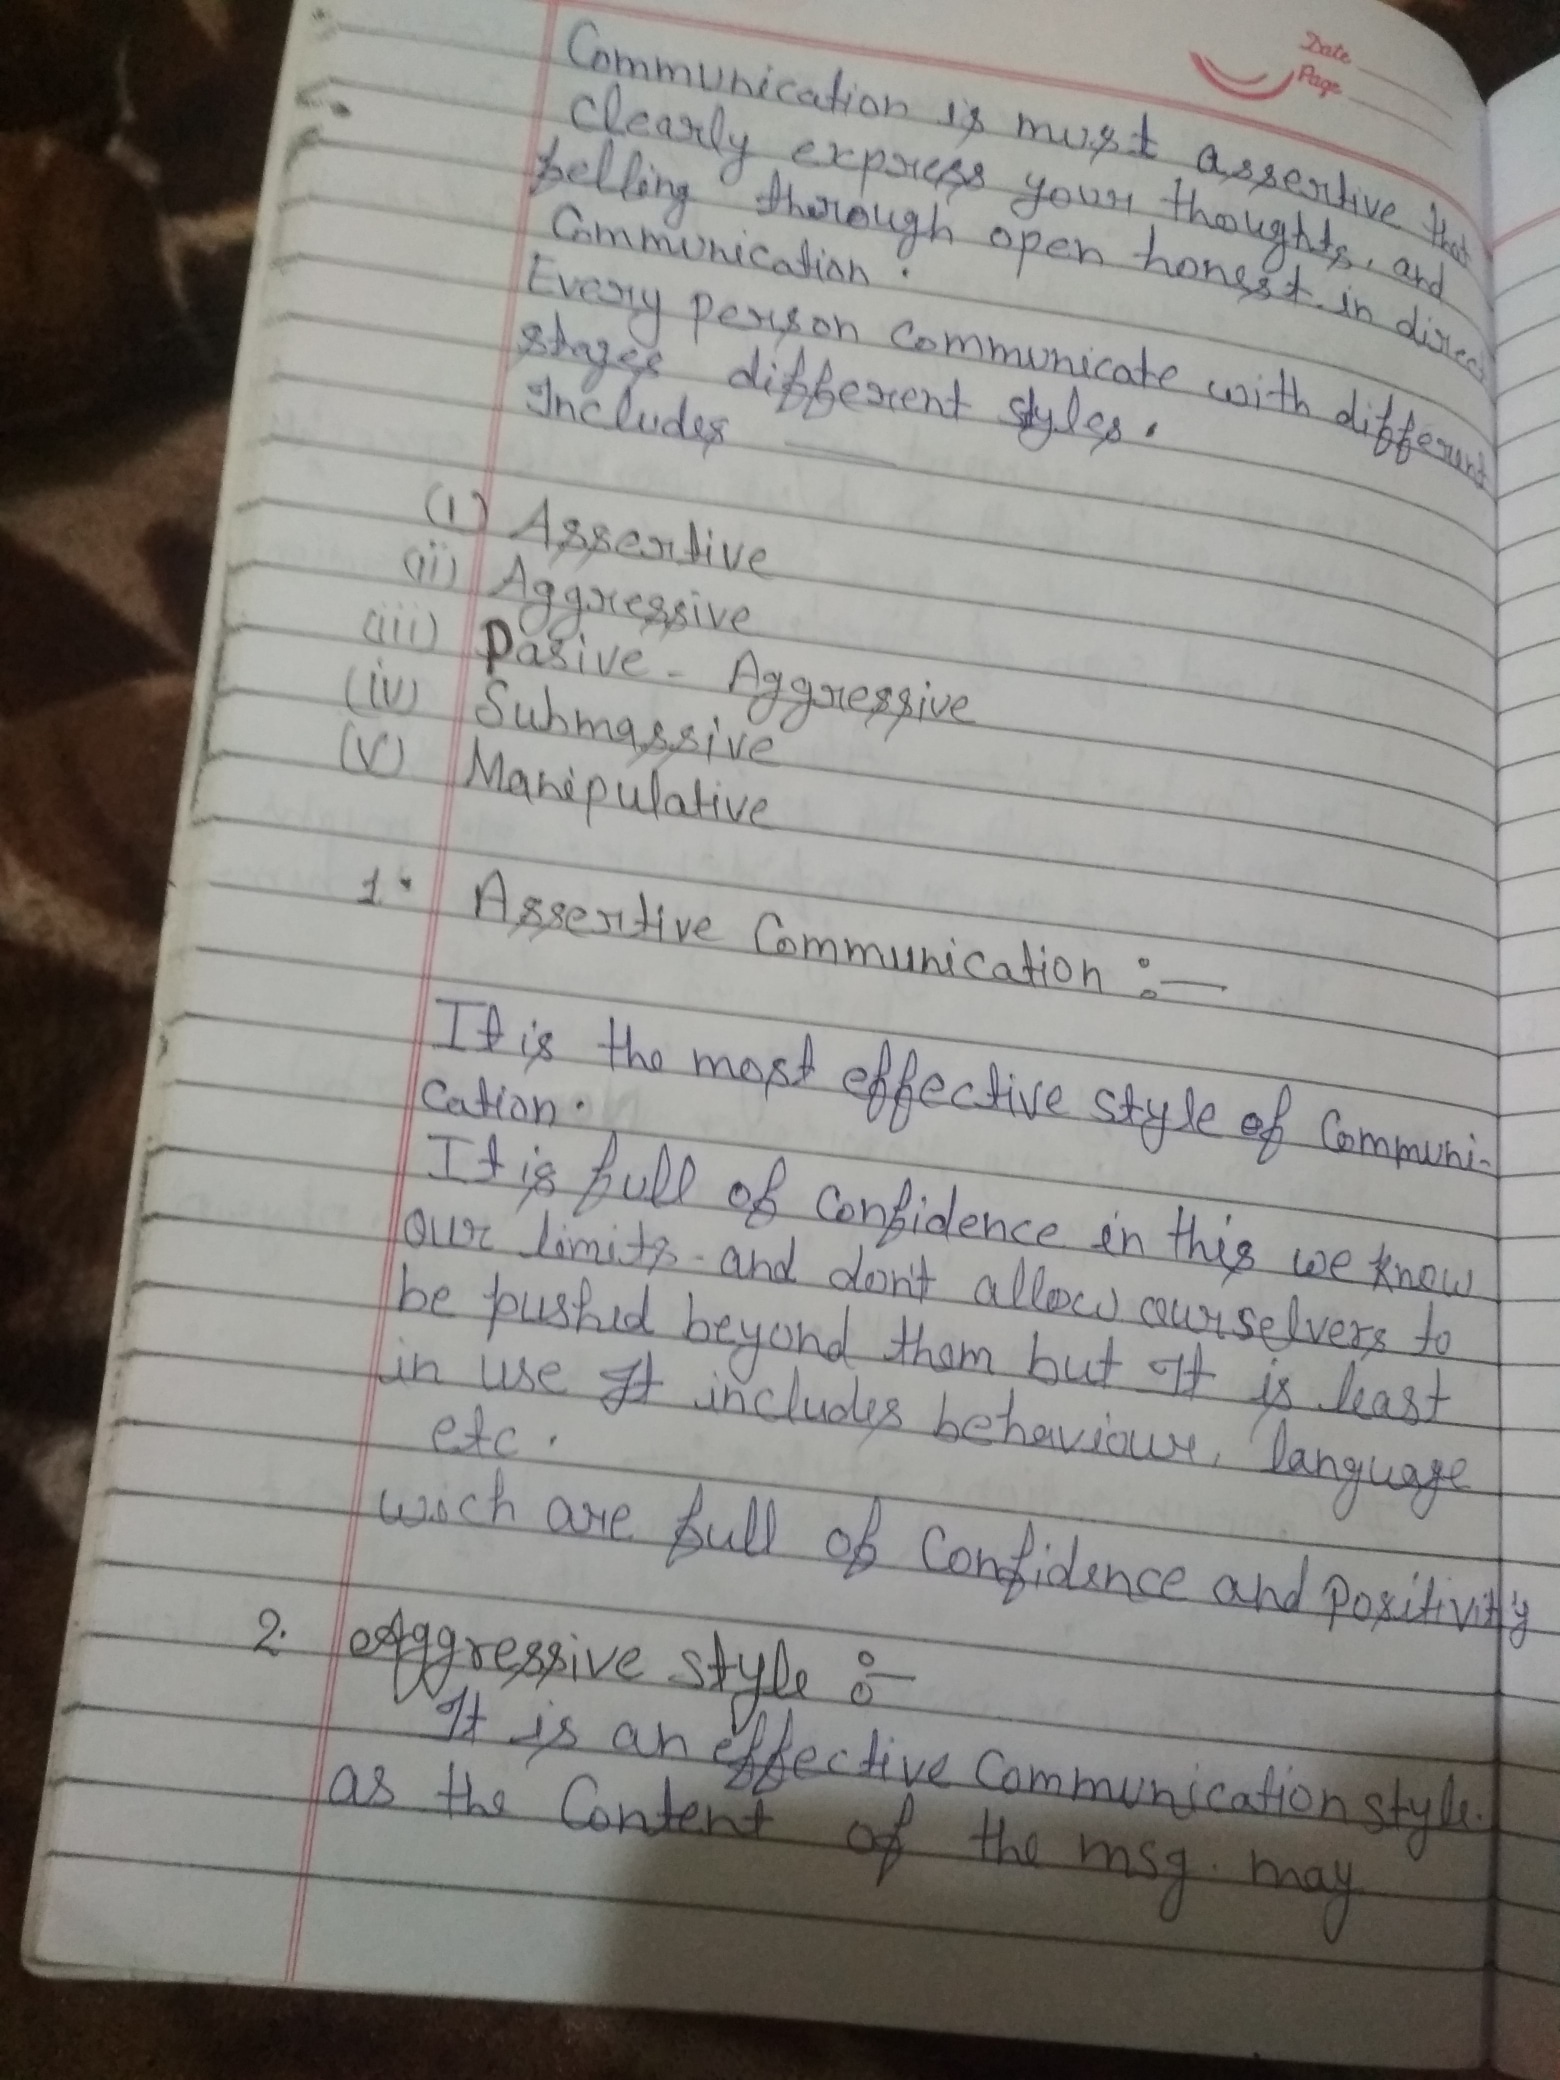 Date
Page
Communication is must assertive that
clearly express your thoughts, and
felling thorough open honest in direc
Communication.
Every person communicate with different
stages different styles.
Includes —
(i) Assertive
(ii) Aggressive
(iii) Pasive - Aggressive
(iv) Submassive
(v) Manipulative
1. Assertive Communication :—
It is the most effective style of Communi-
cation.
It is full of confidence in this we know
our limits - and don't allow ourselvers to
be pushed beyond them but It is least
in use It includes behaviour, language
etc.
wich are full of confidence and positivity
2. Aggressive style :—
It is an effective communication style.
as the Content of the msg. may